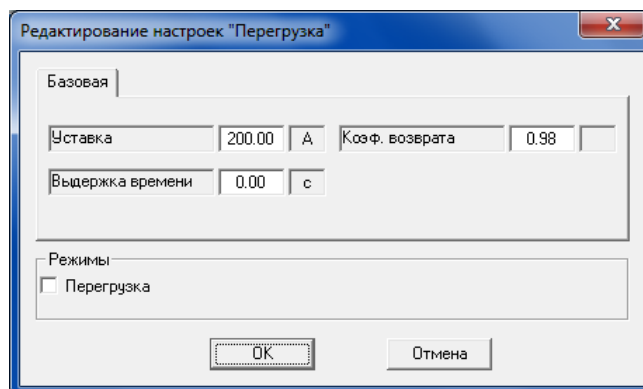 Редактирование настроек "Перегрузка"
Базовая
Уставка 200.00 А Коэф. возврата 0.98
Выдержка времени 0.00 с
Режимы
Перегрузка
OK Отмена